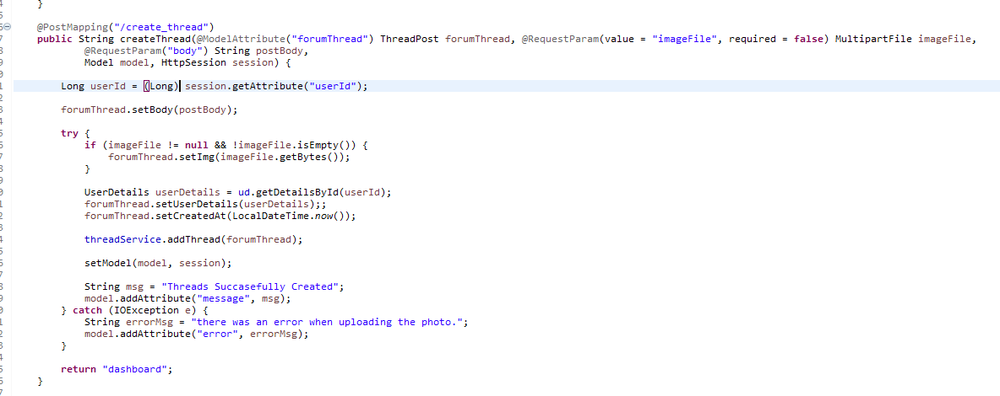 }
@PostMapping("/create_thread")
public String createThread(@ModelAttribute("forumThread") ThreadPost forumThread, @RequestParam(value = "imageFile", required = false) MultipartFile imageFile,
@RequestParam("body") String postBody,
Model model, HttpSession session) {
Long userId = (Long) session.getAttribute("userId");
forumThread.setBody(postBody);
try {
if (imageFile != null && !imageFile.isEmpty()) {
forumThread.setImg(imageFile.getBytes());
}
UserDetails userDetails = ud.getDetailsById(userId);
forumThread.setUserDetails(userDetails);;
forumThread.setCreatedAt(LocalDateTime.now());
threadService.addThread(forumThread);
setModel(model, session);
String msg = "Threads Succasefully Created";
model.addAttribute("message", msg);
} catch (IOException e) {
String errorMsg = "there was an error when uploading the photo.";
model.addAttribute("error", errorMsg);
}
return "dashboard";
}